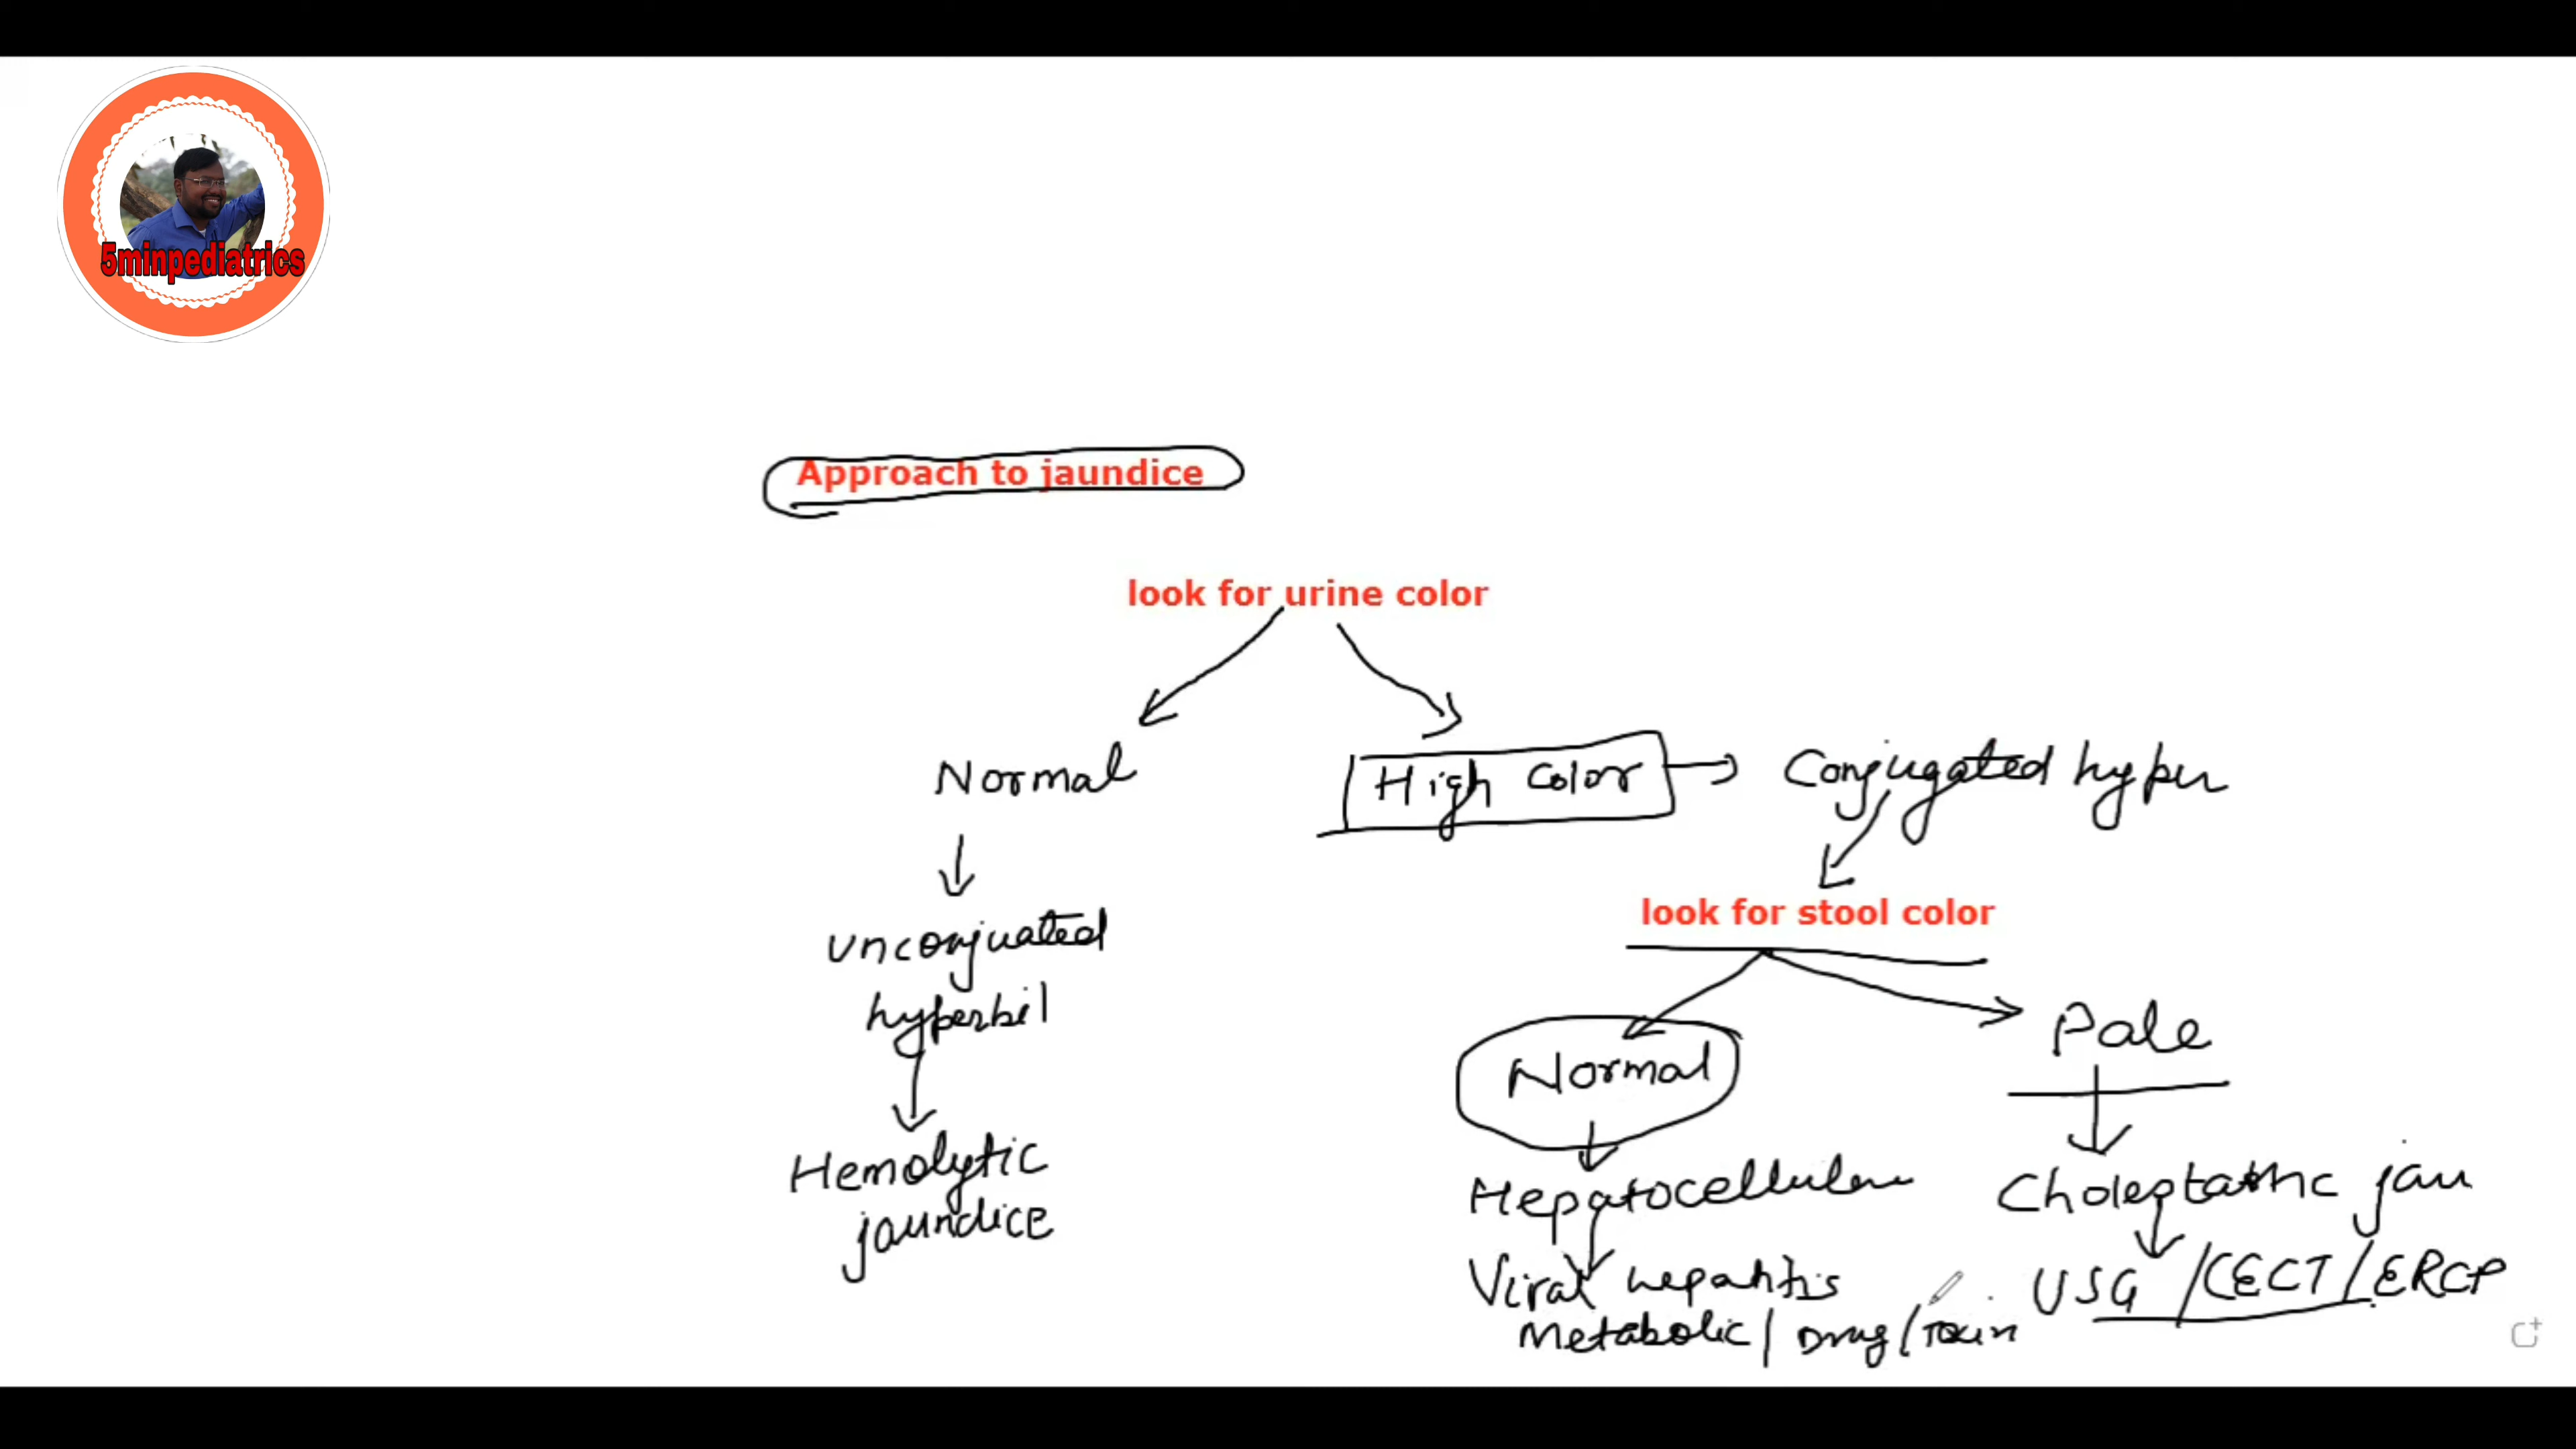 5minpediatrics
Approach to jaundice
look for urine color
Normal
High Color
Conjugated hyper
unconjuated
hyperbil
Hemolytic
jaundice
look for stool color
Normal
Pale
Hepatocellular
Viral hepatitis
Metabolic / Drug / Toxin
jau
USG / CECT / ERCP